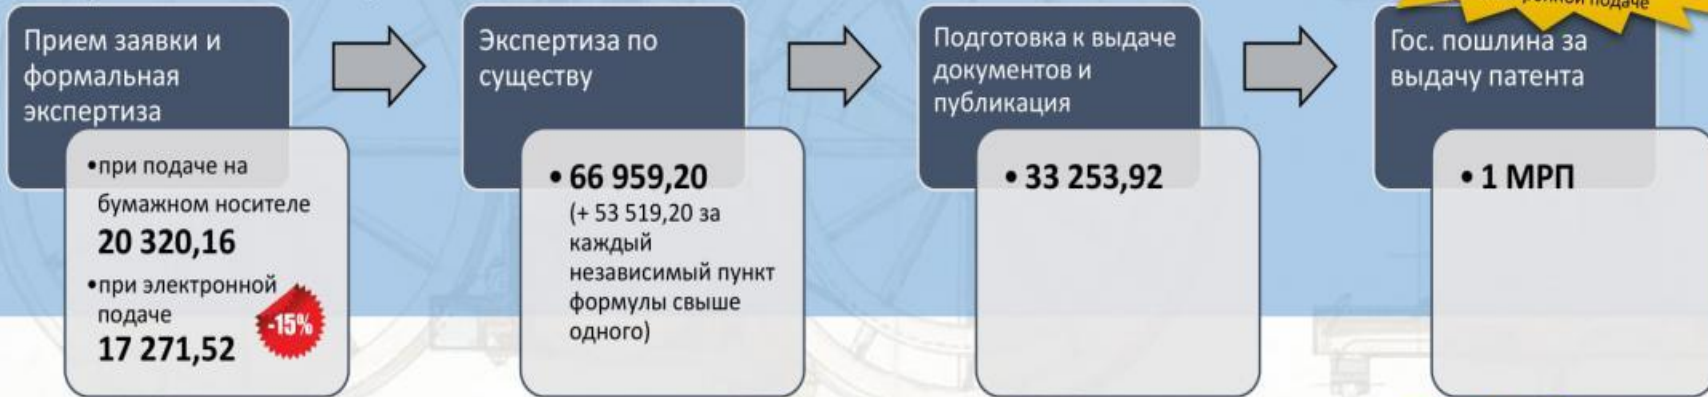 подаче
Прием заявки и
формальная
экспертиза
•при подаче на
бумажном носителе
20 320,16
•при электронной
подаче
17 271,52
-15%
Экспертиза по
существу
• 66 959,20
(+ 53 519,20 за
каждый
независимый пункт
формулы свыше
одного)
Подготовка к выдаче
документов и
публикация
• 33 253,92
Гос. пошлина за
выдачу патента
• 1 МРП